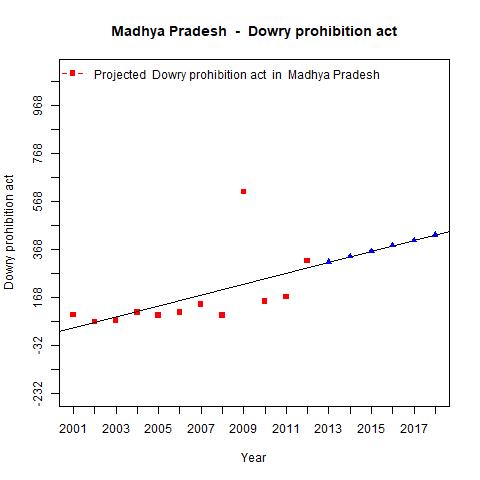 Madhya Pradesh - Dowry prohibition act
Projected Dowry prohibition act in Madhya Pradesh
968
768
568
368
168
-32
-232
Dowry prohibition act
2001 2003 2005 2007 2009 2011 2013 2015 2017
Year